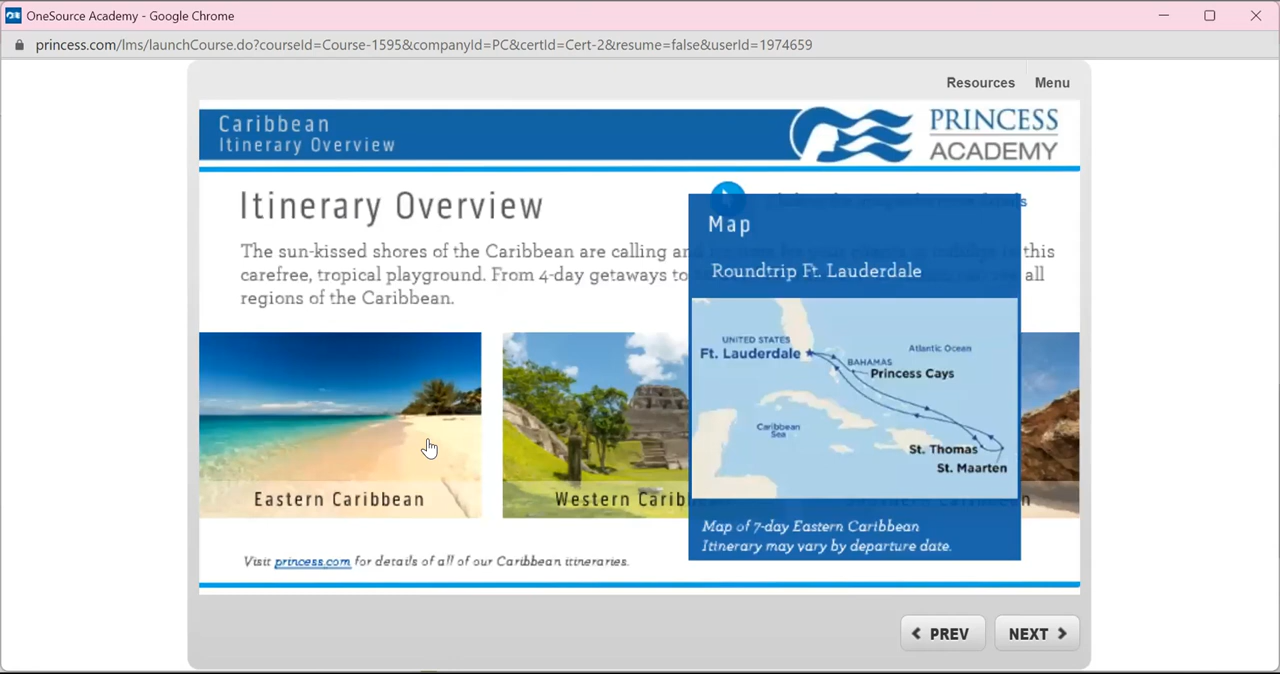 OneSource Academy - Google Chrome
princess.com/lms/launchCourse.do?courseId=Course-1595&companyId=PC&certId=Cert-2&resume=false&userId=1974659
Resources
Menu
Caribbean
Itinerary Overview
PRINCESS
ACADEMY
Itinerary Overview
The sun-kissed shores of the Caribbean are calling and this
carefree, tropical playground. From 4-day getaways to all
regions of the Caribbean.
Map
Roundtrip Ft. Lauderdale
UNITED STATES
Ft. Lauderdale
Atlantic Ocean
BAHAMAS
Princess Cays
Caribbean
Sea
St. Thomas
St. Maarten
Map of 7-day Eastern Caribbean
Itinerary may vary by departure date.
Eastern Caribbean
Western Carib
Visit princess.com for details of all of our Caribbean itineraries.
PREV
NEXT